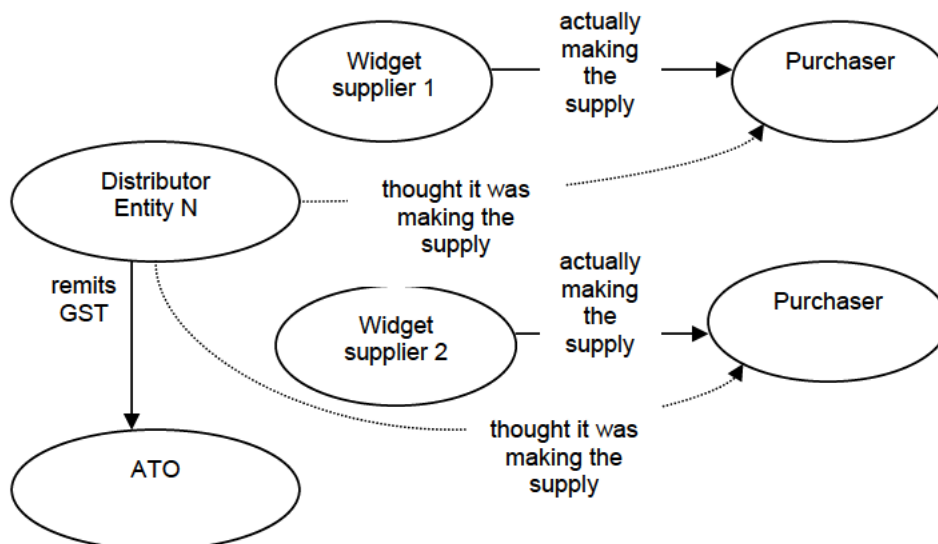 Widget
supplier 1
actually
making
the
supply
Purchaser
Distributor
Entity N
thought it was
making the
supply
remits
GST
Widget
supplier 2
actually
making
the
supply
Purchaser
thought it was
making the
supply
ATO